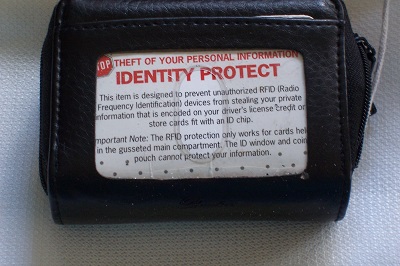 TOP THEFT OF YOUR PERSONAL INFORMATION
IDENTITY PROTECT
This item is designed to prevent unauthorized RFID (Radio
Frequency Identification) devices from stealing your private
information that is encoded on your driver's license credit or
store cards fit with an ID chip.
mportant Note: The RFID protection only works for cards hel
in the gusseted main compartment. The ID window and coin
pouch cannot protect your information.